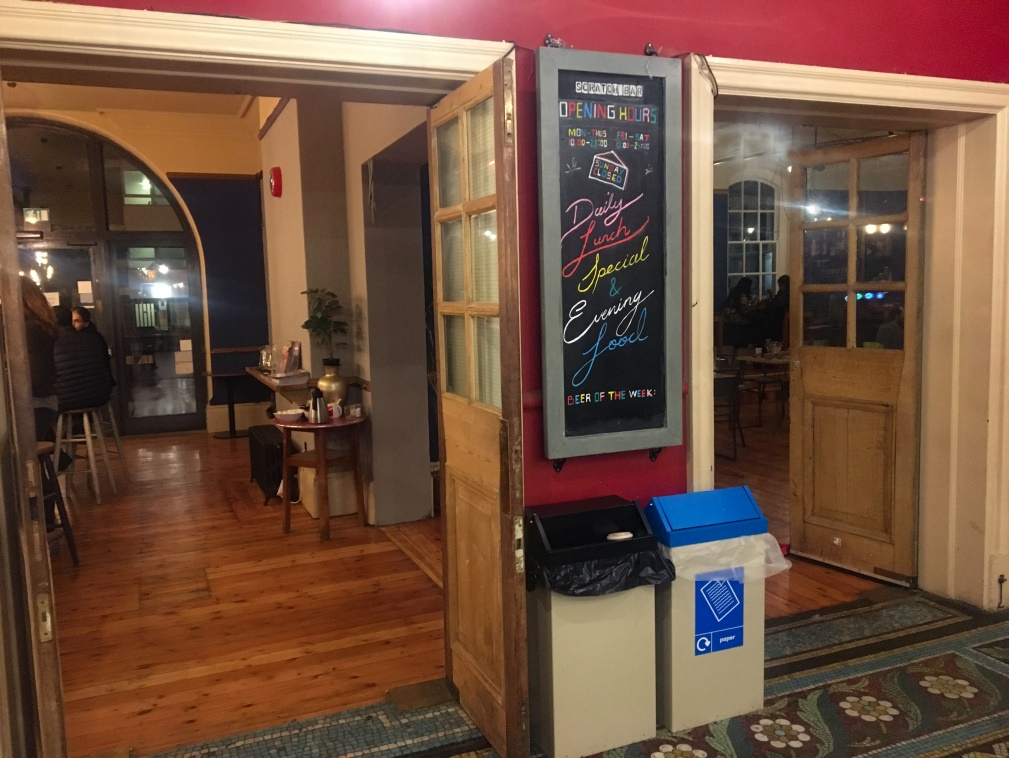 SCRATCH BAR
OPENING HOURS
MON-THUS FRI-SAT
SUNDAY
CLOSED
Daily
Lunch
Special
&
Evening
Food
BEER OF THE WEEK:
paper